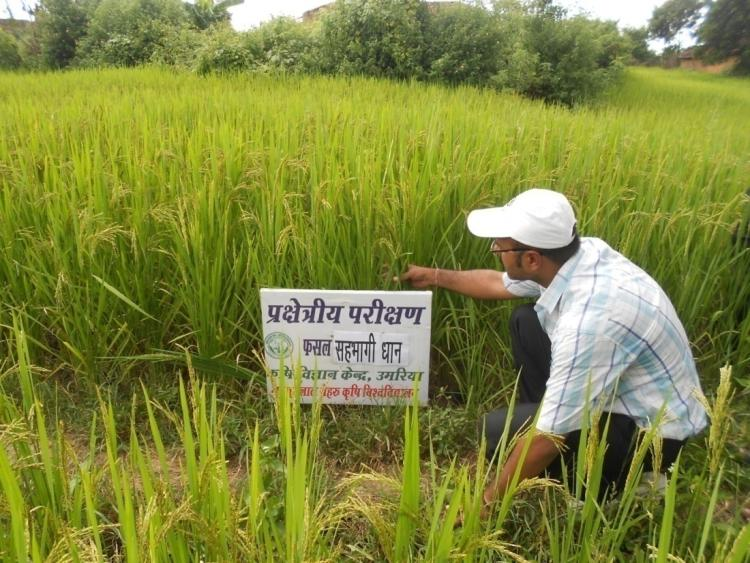 प्रक्षेत्रीय परीक्षण
फसल सहभागी धान
कृषि विज्ञान केन्द्र, उमरिया
कृषि विश्वविद्यालय